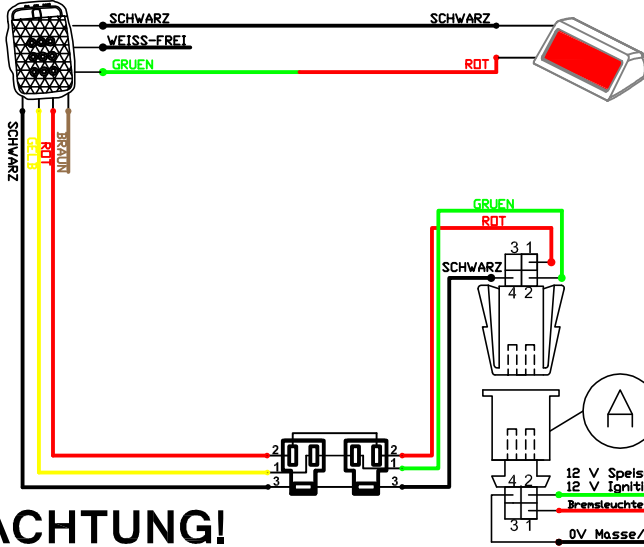 SCHWARZ
SCHWARZ
WEISS-FREI
GRUEN
ROT
SCHWARZ
GELB
ROT
BRAUN
GRUEN
ROT
3 1
SCHWARZ
4 2
A
2
1
3
2
1
3
4 2
3 1
12 V Speis
12 V Igniti
Bremsleuchte
0V Masse/
ACHTUNG!